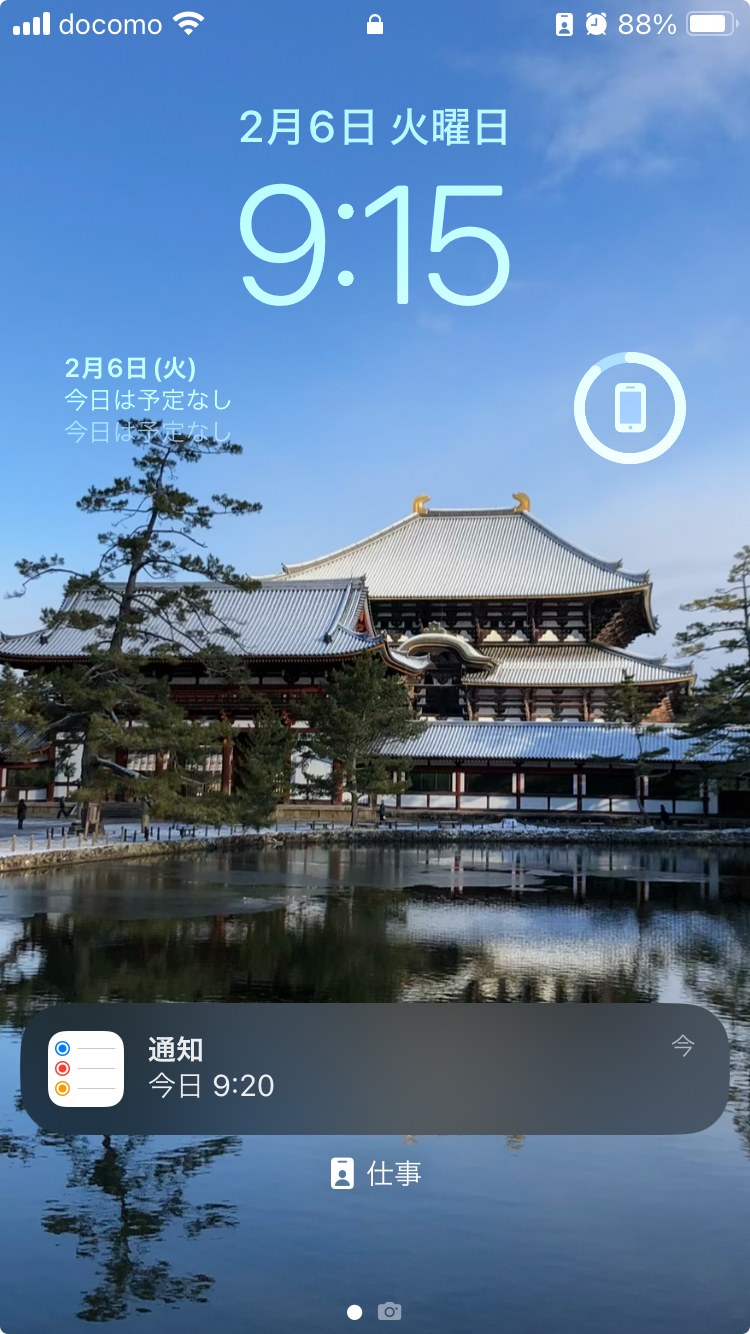 docomo 88%
2月6日 火曜日
9:15
2月6日(火)
今日は予定なし
今日は予定なし
通知 今
今日 9:20
仕事